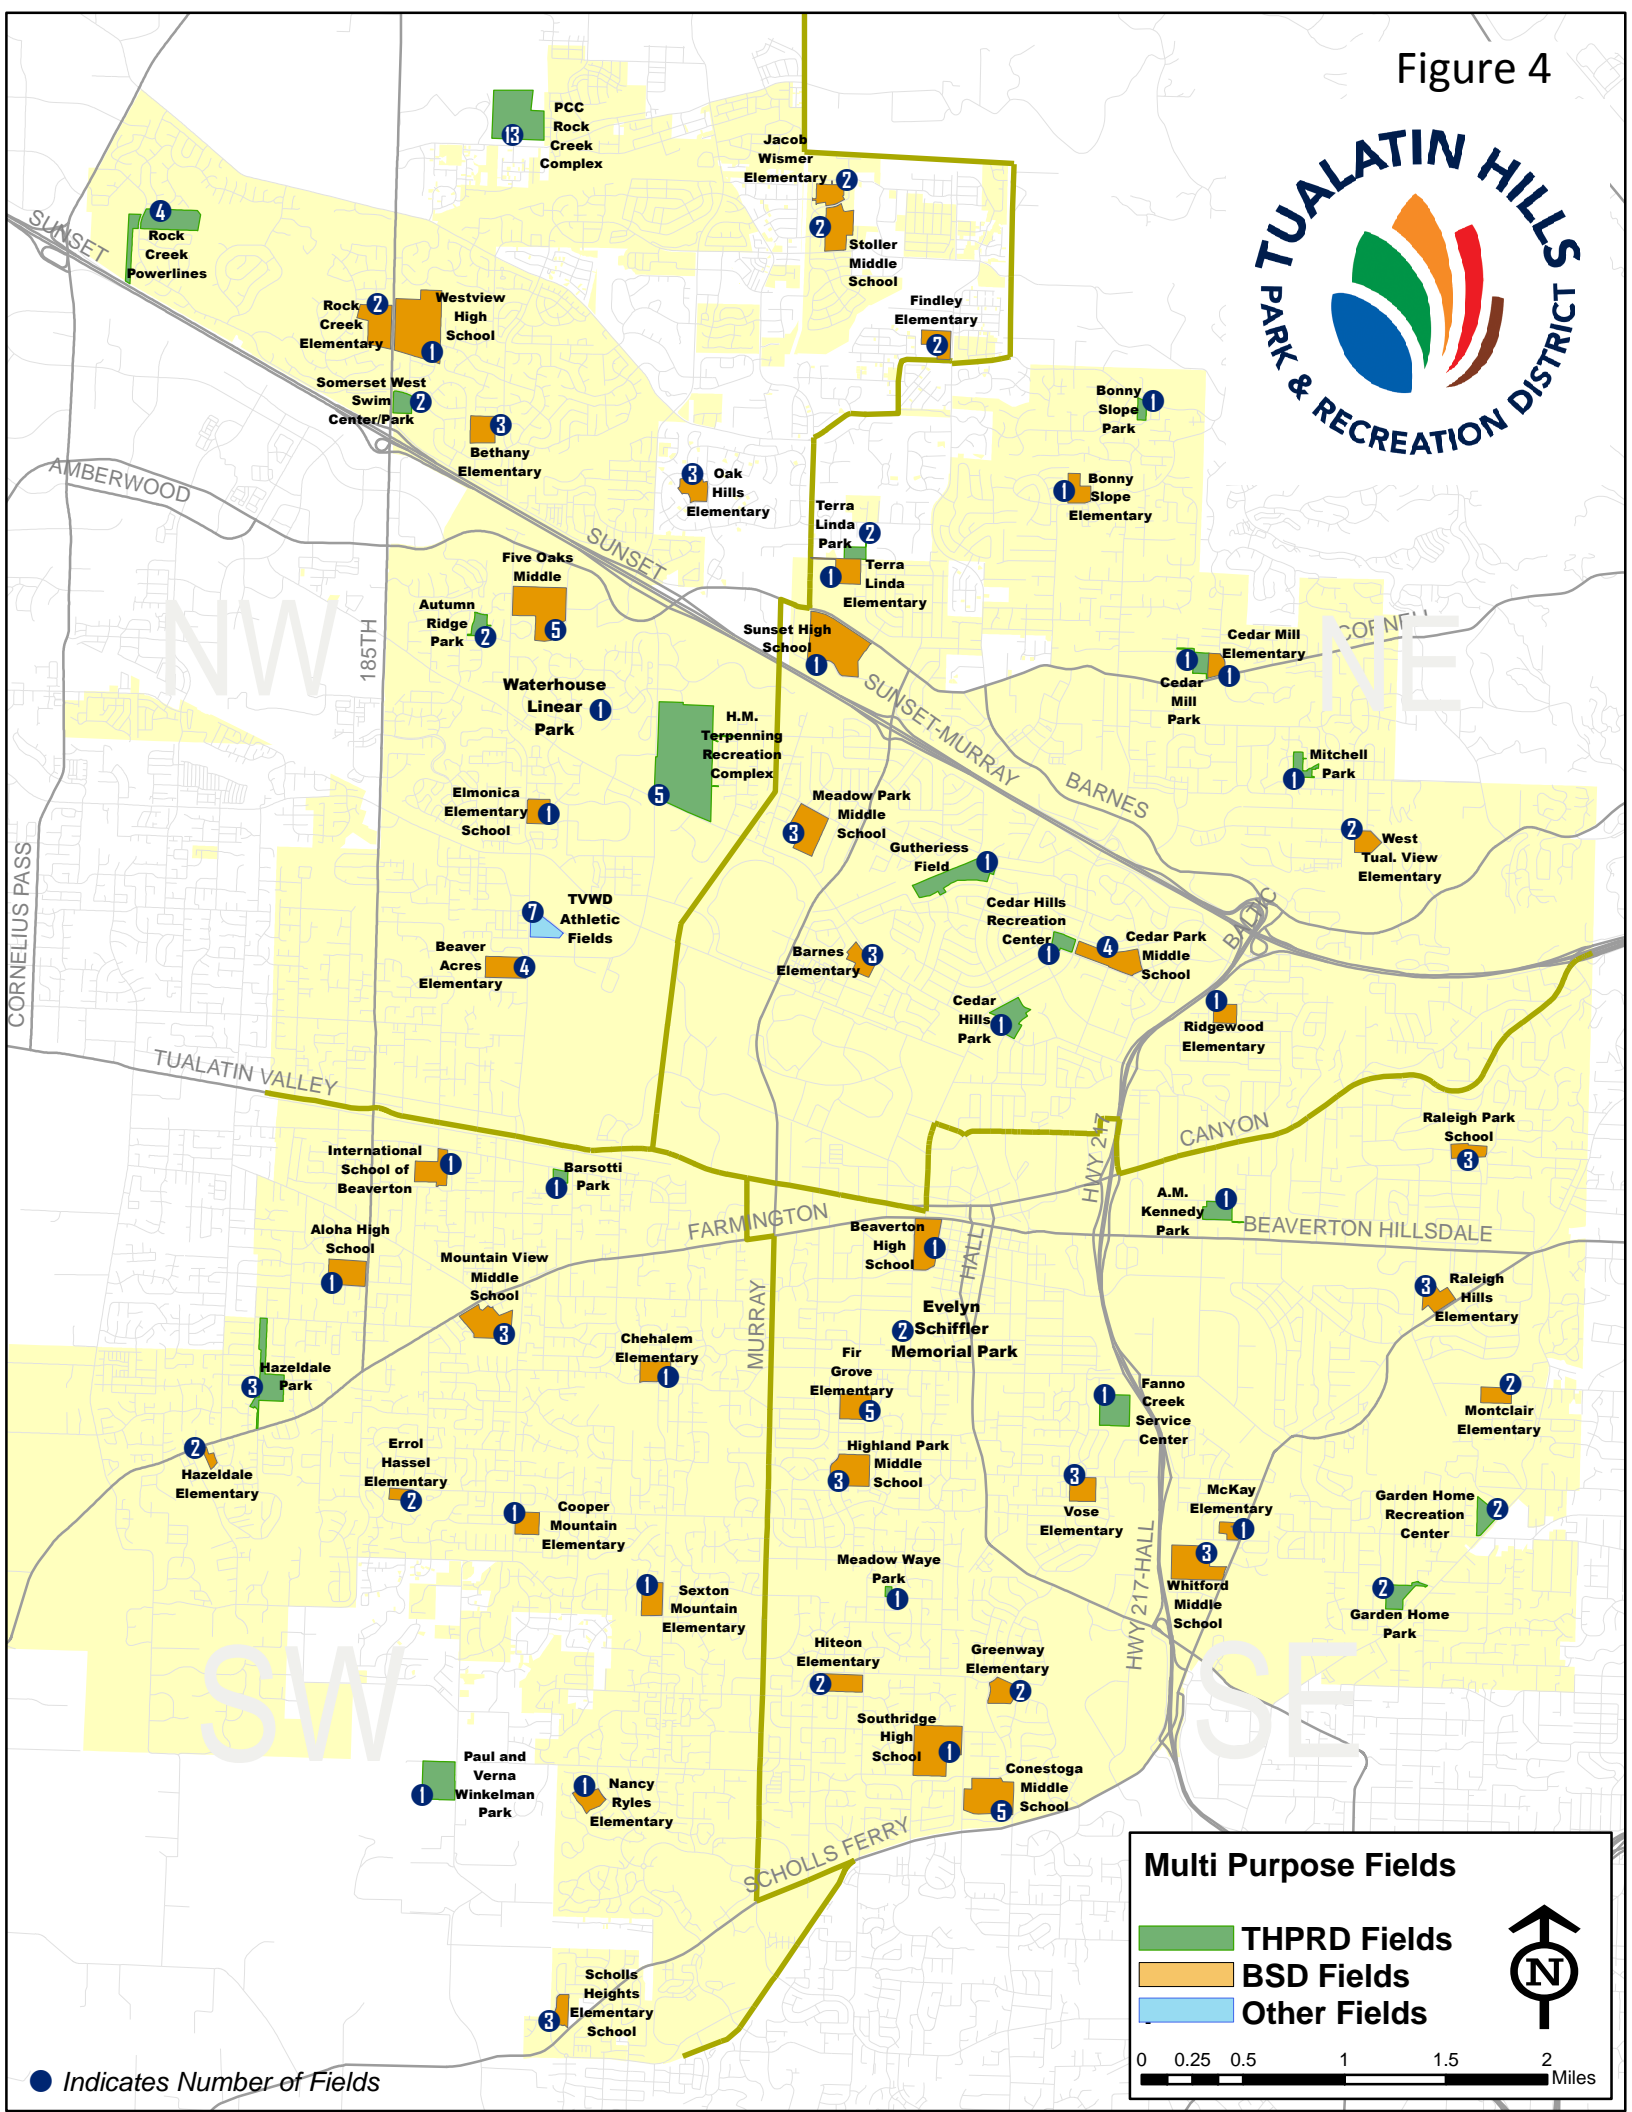 Figure 4
TUALATIN HILLS
PARK & RECREATION DISTRICT
PCC
Rock
Creek
Complex
13
Jacob
Wismer
Elementary
2
2
Stoller
Middle
School
4
Rock
Creek
Powerlines
SUNSET
Findley
Elementary
2
Rock
Creek
Elementary
2
Westview
High
School
1
Somerset West
Swim
Center/Park
2
3
Bethany
Elementary
Bonny
Slope
Park
1
AMBERWOOD
3
Oak
Hills
Elementary
1
Bonny
Slope
Elementary
Terra
Linda
Park
2
SUNSET
Five Oaks
Middle
5
1
Terra
Linda
Elementary
Autumn
Ridge
Park
2
NW
185TH
Sunset High
School
1
CORNELL
NE
Cedar Mill
Elementary
1
1
Cedar
Mill
Park
Waterhouse
Linear
Park
1
SUNSET-MURRAY
H.M.
Terpenning
Recreation
Complex
5
BARNES
Mitchell
Park
1
Elmonica
Elementary
School
1
Meadow Park
Middle
School
3
2
West
Tual. View
Elementary
Gutheriess
Field
1
CORNELIUS PASS
7
TVWD
Athletic
Fields
Cedar Hills
Recreation
Center
1
4
Cedar Park
Middle
School
BALTIC
Beaver
Acres
Elementary
4
Barnes
Elementary
3
Cedar
Hills
Park
1
1
Ridgewood
Elementary
TUALATIN VALLEY
HWY 217
CANYON
Raleigh Park
School
3
International
School of
Beaverton
1
Barsotti
Park
1
A.M.
Kennedy
Park
1
BEAVERTON HILLSDALE
FARMINGTON
Aloha High
School
1
Beaverton
High
School
1
HALL
Mountain View
Middle
School
3
MURRAY
3
Raleigh
Hills
Elementary
Evelyn
Schiffler
Memorial Park
2
Chehalem
Elementary
1
Hazeldale
Park
3
Fir
Grove
Elementary
5
1
Fanno
Creek
Service
Center
2
Montclair
Elementary
2
Hazeldale
Elementary
Errol
Hassel
Elementary
2
Highland Park
Middle
School
3
3
Vose
Elementary
McKay
Elementary
1
Garden Home
Recreation
Center
2
1
Cooper
Mountain
Elementary
HWY 217-HALL
3
Whitford
Middle
School
Meadow Waye
Park
1
2
Garden Home
Park
1
Sexton
Mountain
Elementary
Hiteon
Elementary
2
Greenway
Elementary
2
SW
SE
Southridge
High
School
1
Paul and
Verna
Winkelman
Park
1
1
Nancy
Ryles
Elementary
Conestoga
Middle
School
5
SCHOLLS FERRY
Scholls
Heights
Elementary
School
3
Multi Purpose Fields
THPRD Fields
BSD Fields
Other Fields
N
0 0.25 0.5 1 1.5 2
Miles
Indicates Number of Fields